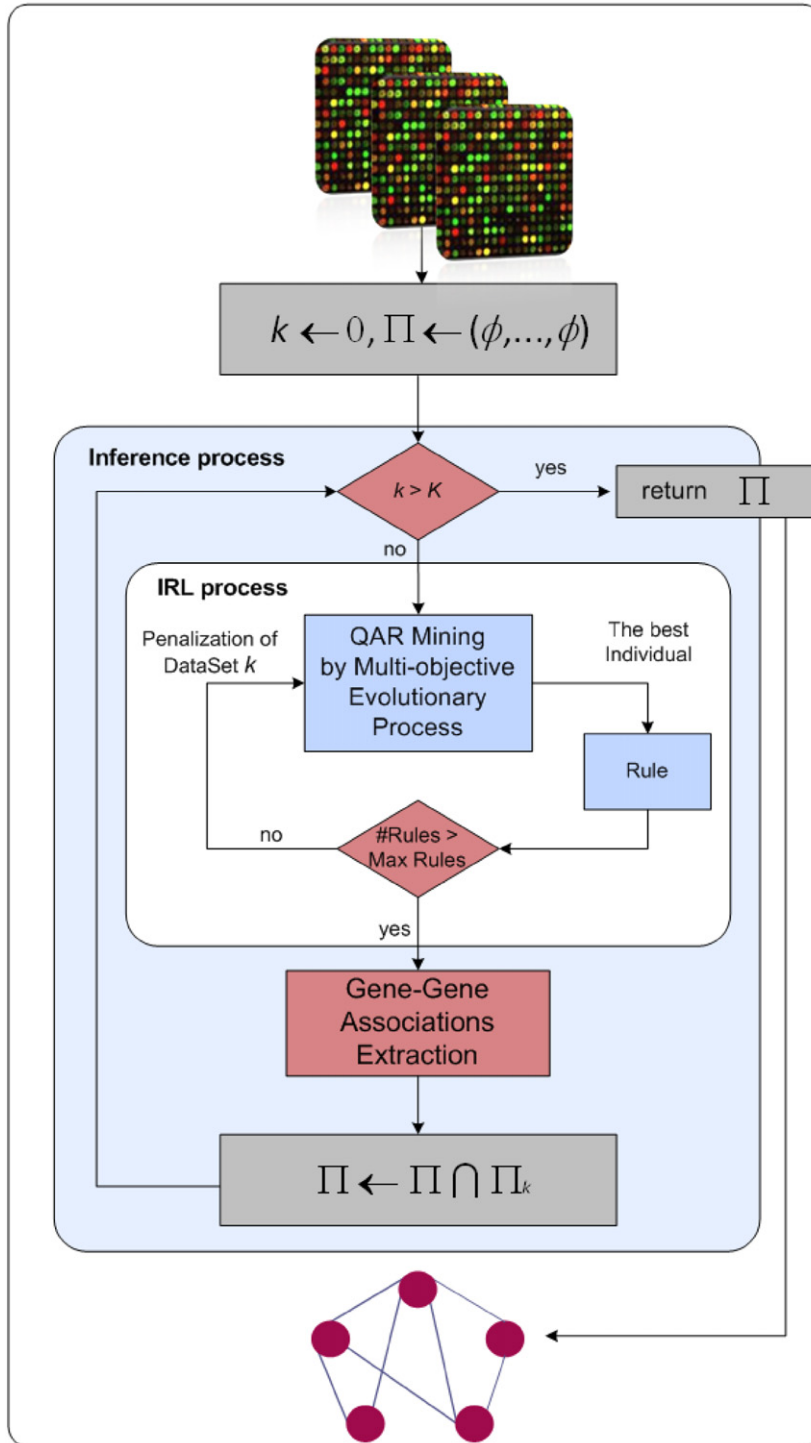 k ← 0, Π ← (ϕ,...,ϕ)
Inference process
k > K
yes
return Π
no
IRL process
Penalization of
DataSet k
QAR Mining
by Multi-objective
Evolutionary
Process
The best
Individual
Rule
no
#Rules >
Max Rules
yes
Gene-Gene
Associations
Extraction
Π ← Π ⋂ Πk